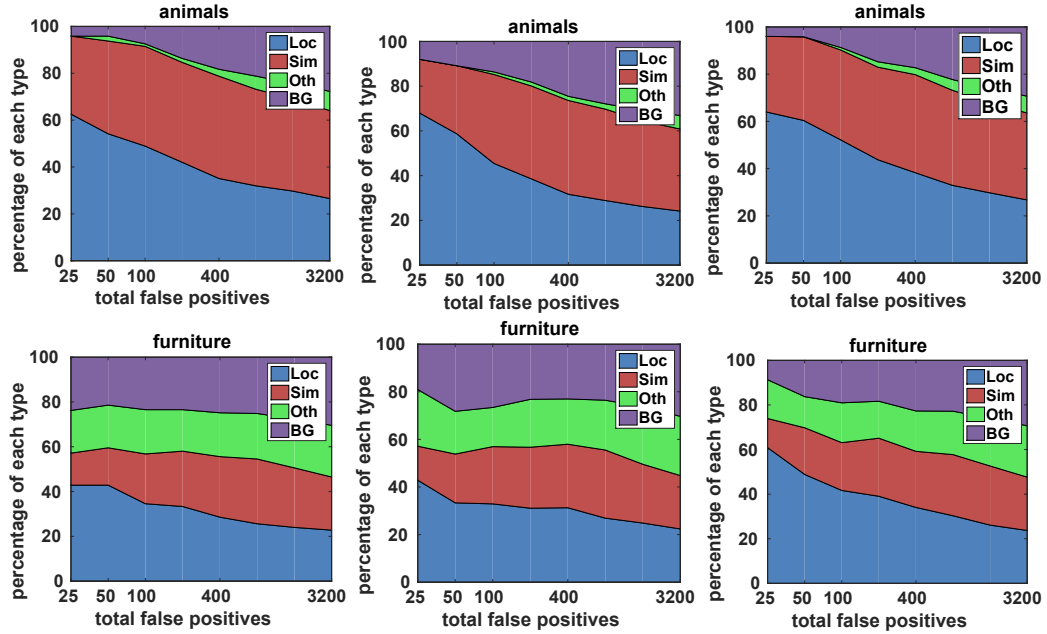 animals
percentage of each type
100
80
60
40
20
0
Loc
Sim
Oth
BG
25 50 100 400 3200
total false positives
animals
percentage of each type
100
80
60
40
20
0
Loc
Sim
Oth
BG
25 50 100 400 3200
total false positives
animals
percentage of each type
100
80
60
40
20
0
Loc
Sim
Oth
BG
25 50 100 400 3200
total false positives
furniture
percentage of each type
100
80
60
40
20
0
Loc
Sim
Oth
BG
25 50 100 400 3200
total false positives
furniture
percentage of each type
100
80
60
40
20
0
Loc
Sim
Oth
BG
25 50 100 400 3200
total false positives
furniture
percentage of each type
100
80
60
40
20
0
Loc
Sim
Oth
BG
25 50 100 400 3200
total false positives